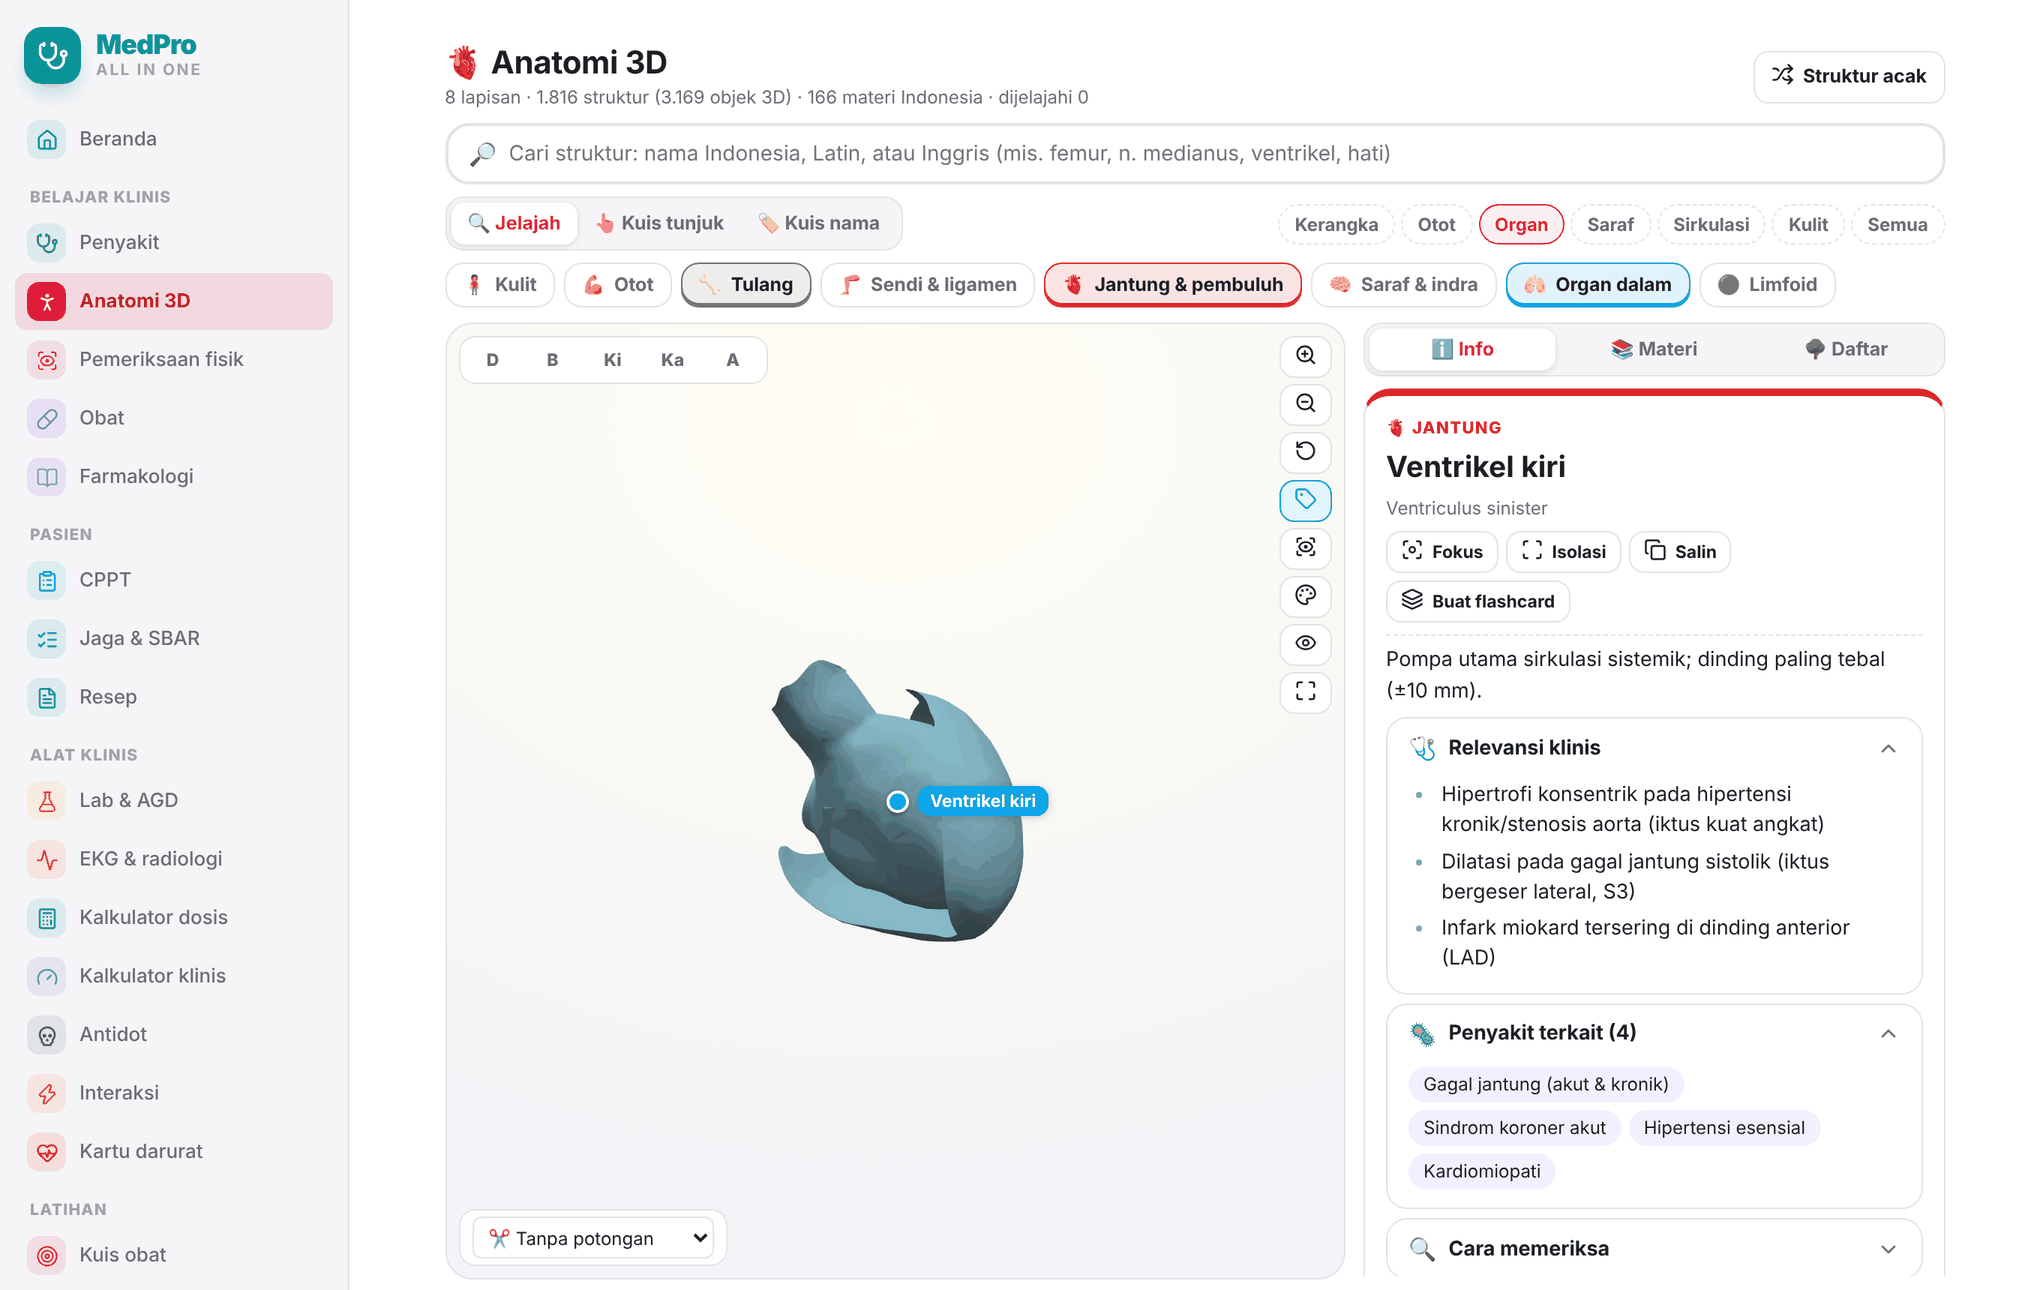 MedPro
ALL IN ONE
Beranda
BELAJAR KLINIS
Penyakit
Anatomi 3D
Pemeriksaan fisik
Obat
Farmakologi
PASIEN
CPPT
Jaga & SBAR
Resep
ALAT KLINIS
Lab & AGD
EKG & radiologi
Kalkulator dosis
Kalkulator klinis
Antidot
Interaksi
Kartu darurat
LATIHAN
Kuis obat
Anatomi 3D
8 lapisan · 1.816 struktur (3.169 objek 3D) · 166 materi Indonesia · dijelajahi 0
Struktur acak
Cari struktur: nama Indonesia, Latin, atau Inggris (mis. femur, n. medianus, ventrikel, hati)
Jelajah Kuis tunjuk Kuis nama
Kerangka Otot Organ Saraf Sirkulasi Kulit Semua
Kulit Otot Tulang Sendi & ligamen Jantung & pembuluh Saraf & indra Organ dalam Limfoid
D B Ki Ka A
Ventrikel kiri
Tanpa potongan
Info Materi Daftar
JANTUNG
Ventrikel kiri
Ventriculus sinister
Fokus Isolasi Salin
Buat flashcard
Pompa utama sirkulasi sistemik; dinding paling tebal
(±10 mm).
Relevansi klinis
• Hipertrofi konsentrik pada hipertensi
kronik/stenosis aorta (iktus kuat angkat)
• Dilatasi pada gagal jantung sistolik (iktus
bergeser lateral, S3)
• Infark miokard tersering di dinding anterior
(LAD)
Penyakit terkait (4)
Gagal jantung (akut & kronik)
Sindrom koroner akut Hipertensi esensial
Kardiomiopati
Cara memeriksa